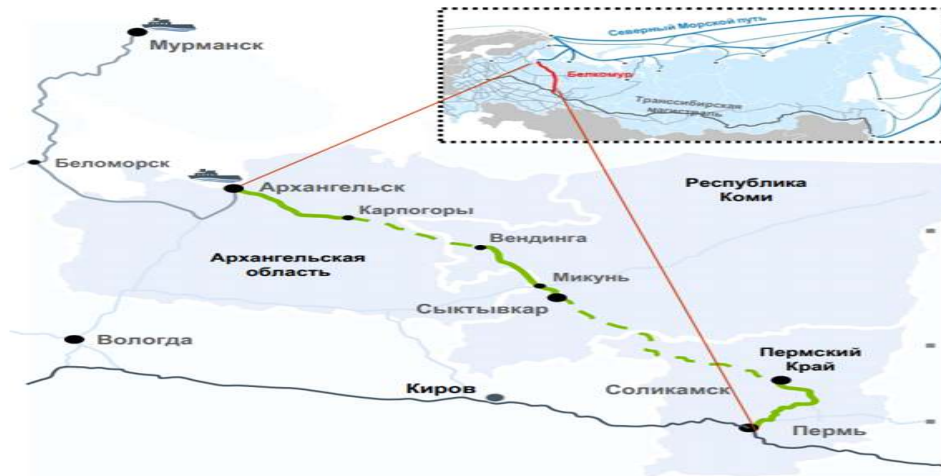 Северный Морской путь
Мурманск
Белкомур
Транссибирская
магистраль
Беломорск
Архангельск
Республика
Коми
Карпогоры
Вендинга
Архангельская
область
Микунь
Сыктывкар
Вологда
Пермский
Край
Киров
Соликамск
Пермь